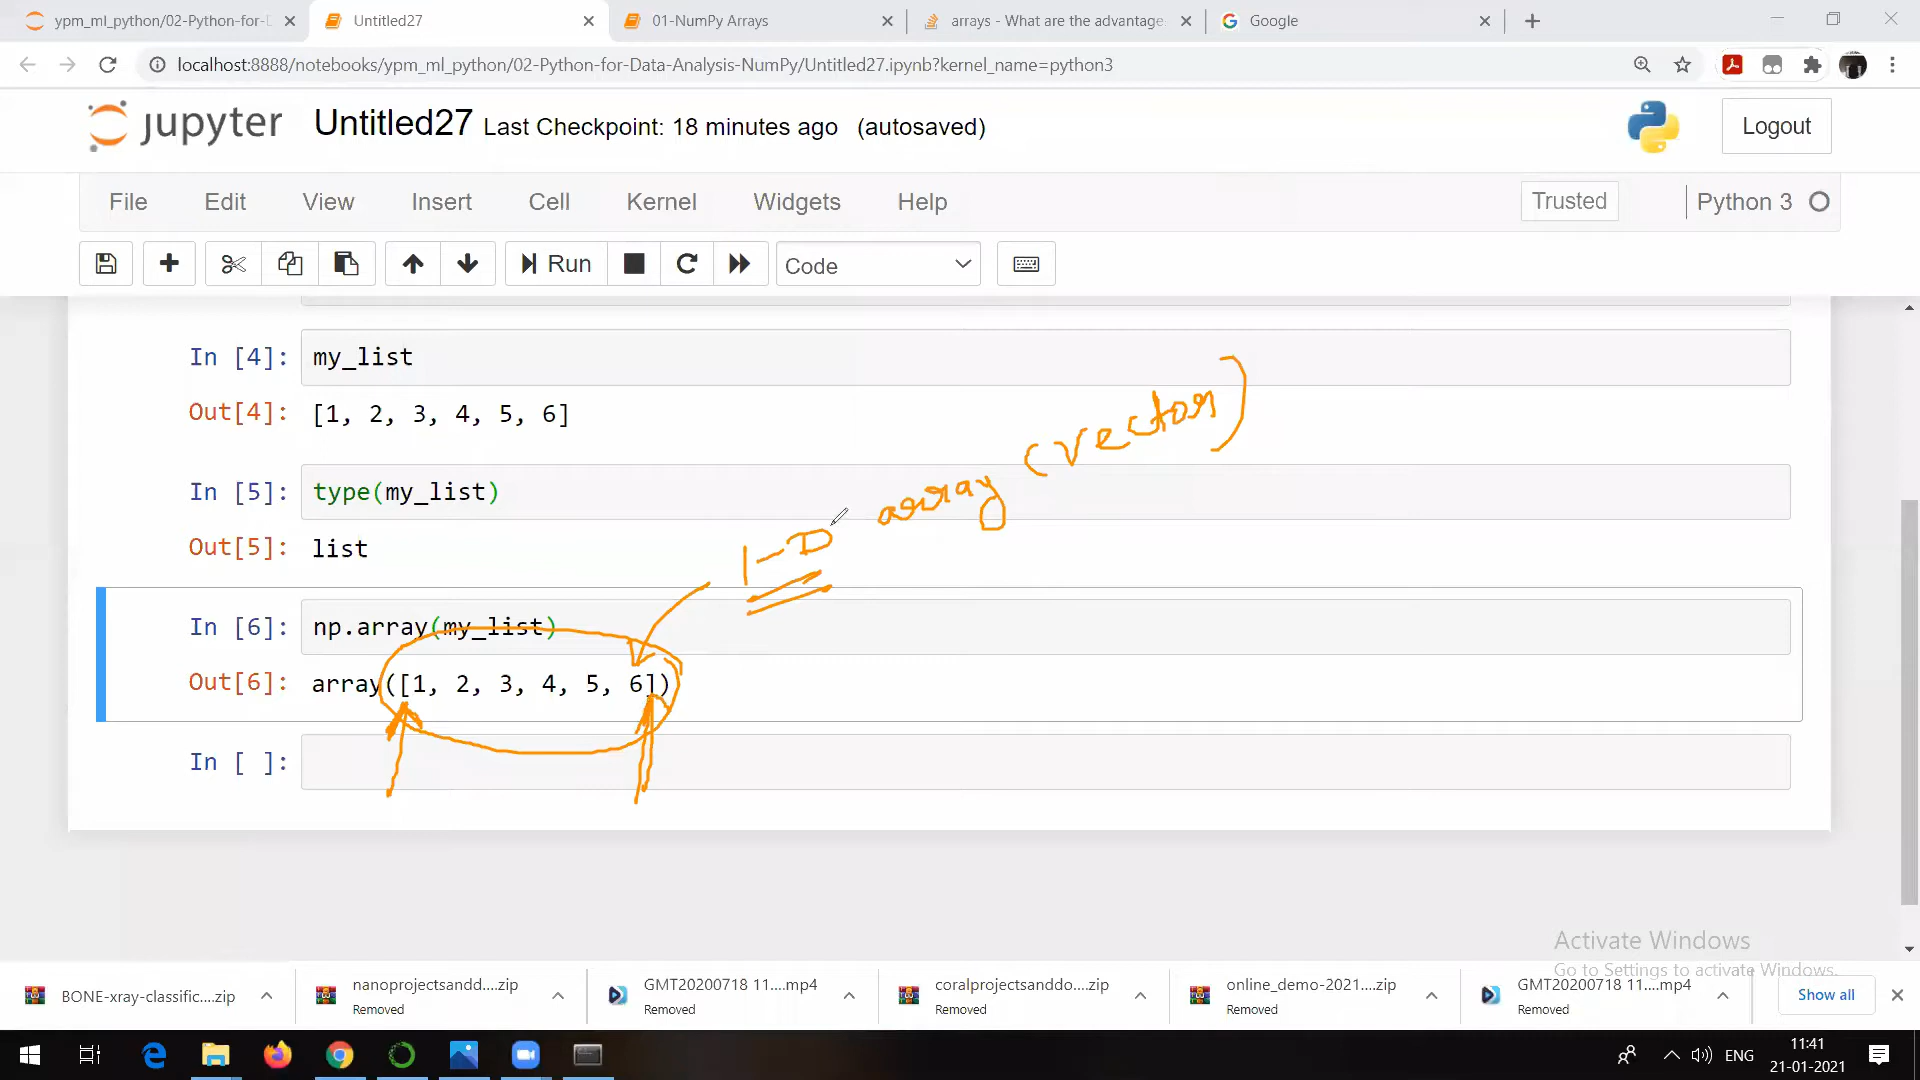 ypm_ml_python/02-Python-for-D
Untitled27
01-NumPy Arrays
arrays - What are the advantage
Google
localhost:8888/notebooks/ypm_ml_python/02-Python-for-Data-Analysis-NumPy/Untitled27.ipynb?kernel_name=python3
jupyter Untitled27 Last Checkpoint: 18 minutes ago (autosaved)
Logout
File Edit View Insert Cell Kernel Widgets Help
Trusted
Python 3
Run
Code
In [4]: my_list
Out[4]: [1, 2, 3, 4, 5, 6]
In [5]: type(my_list)
Out[5]: list
1-D array (vector)
In [6]: np.array(my_list)
Out[6]: array([1, 2, 3, 4, 5, 6])
In [ ]:
Activate Windows
Go to Settings to activate Windows.
BONE-xray-classific....zip
nanoprojectsandd....zip
Removed
GMT20200718 11....mp4
Removed
coralprojectsanddo....zip
Removed
online_demo-2021....zip
Removed
GMT20200718 11....mp4
Removed
Show all
ENG
11:41
21-01-2021